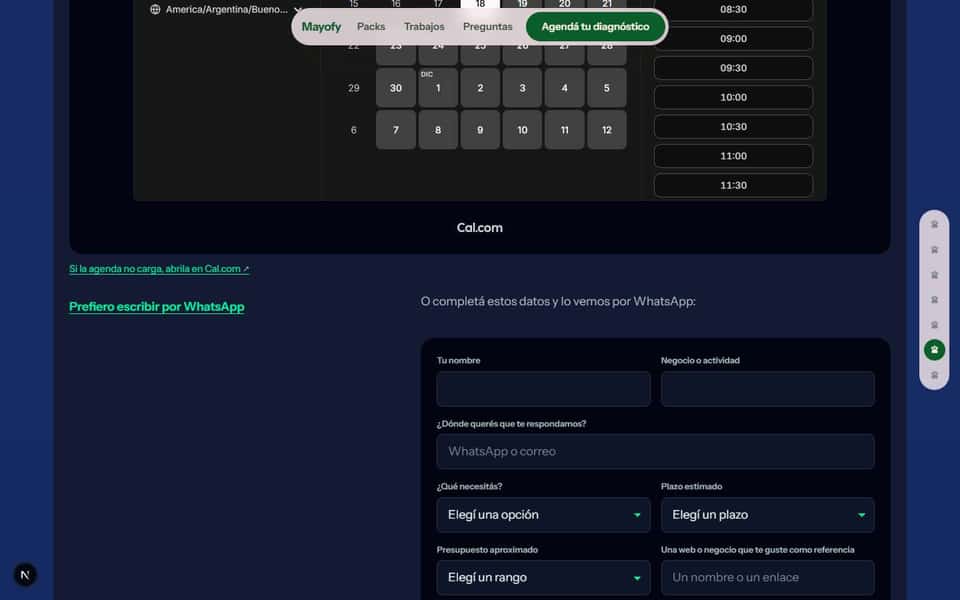 America/Argentina/Bueno...
15 16 17 18 19 20 21
Mayofy Packs Trabajos Preguntas Agendá tu diagnóstico
22 23 24 25 26 27 28
29 30 DIC 1 2 3 4 5
6 7 8 9 10 11 12
08:30
09:00
09:30
10:00
10:30
11:00
11:30
Cal.com
Si la agenda no carga, abrila en Cal.com ↗
Prefiero escribir por WhatsApp
O completá estos datos y lo vemos por WhatsApp:
Tu nombre Negocio o actividad
¿Dónde querés que te respondamos?
WhatsApp o correo
¿Qué necesitás? Plazo estimado
Elegí una opción Elegí un plazo
Presupuesto aproximado Una web o negocio que te guste como referencia
Elegí un rango Un nombre o un enlace
N